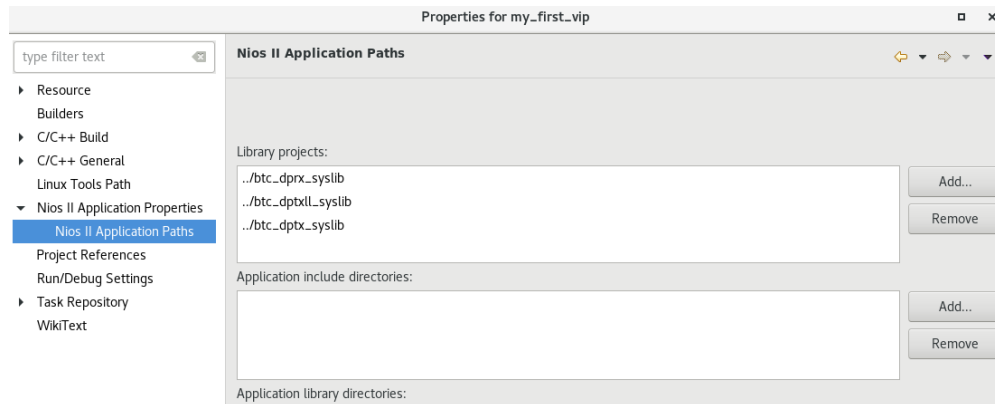 Properties for my_first_vip
type filter text
Resource
Builders
C/C++ Build
C/C++ General
Linux Tools Path
Nios II Application Properties
Nios II Application Paths
Project References
Run/Debug Settings
Task Repository
WikiText
Nios II Application Paths
Library projects:
../btc_dprx_syslib
../btc_dptxll_syslib
../btc_dptx_syslib
Add...
Remove
Application include directories:
Add...
Remove
Application library directories: